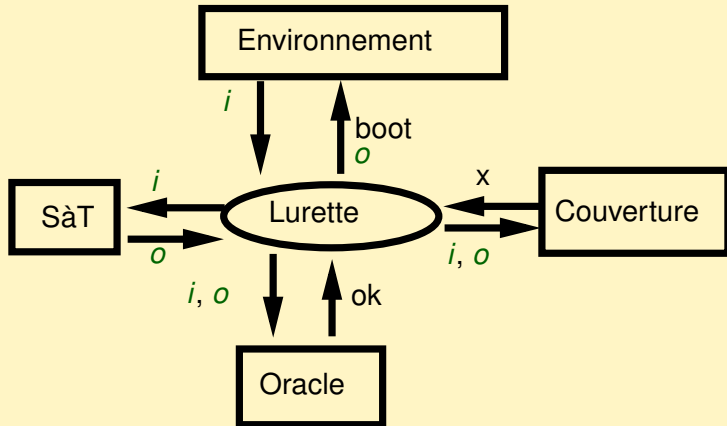 Environnement
i
boot
o
i
x
SàT
Lurette
Couverture
o
i, o
i, o
ok
Oracle